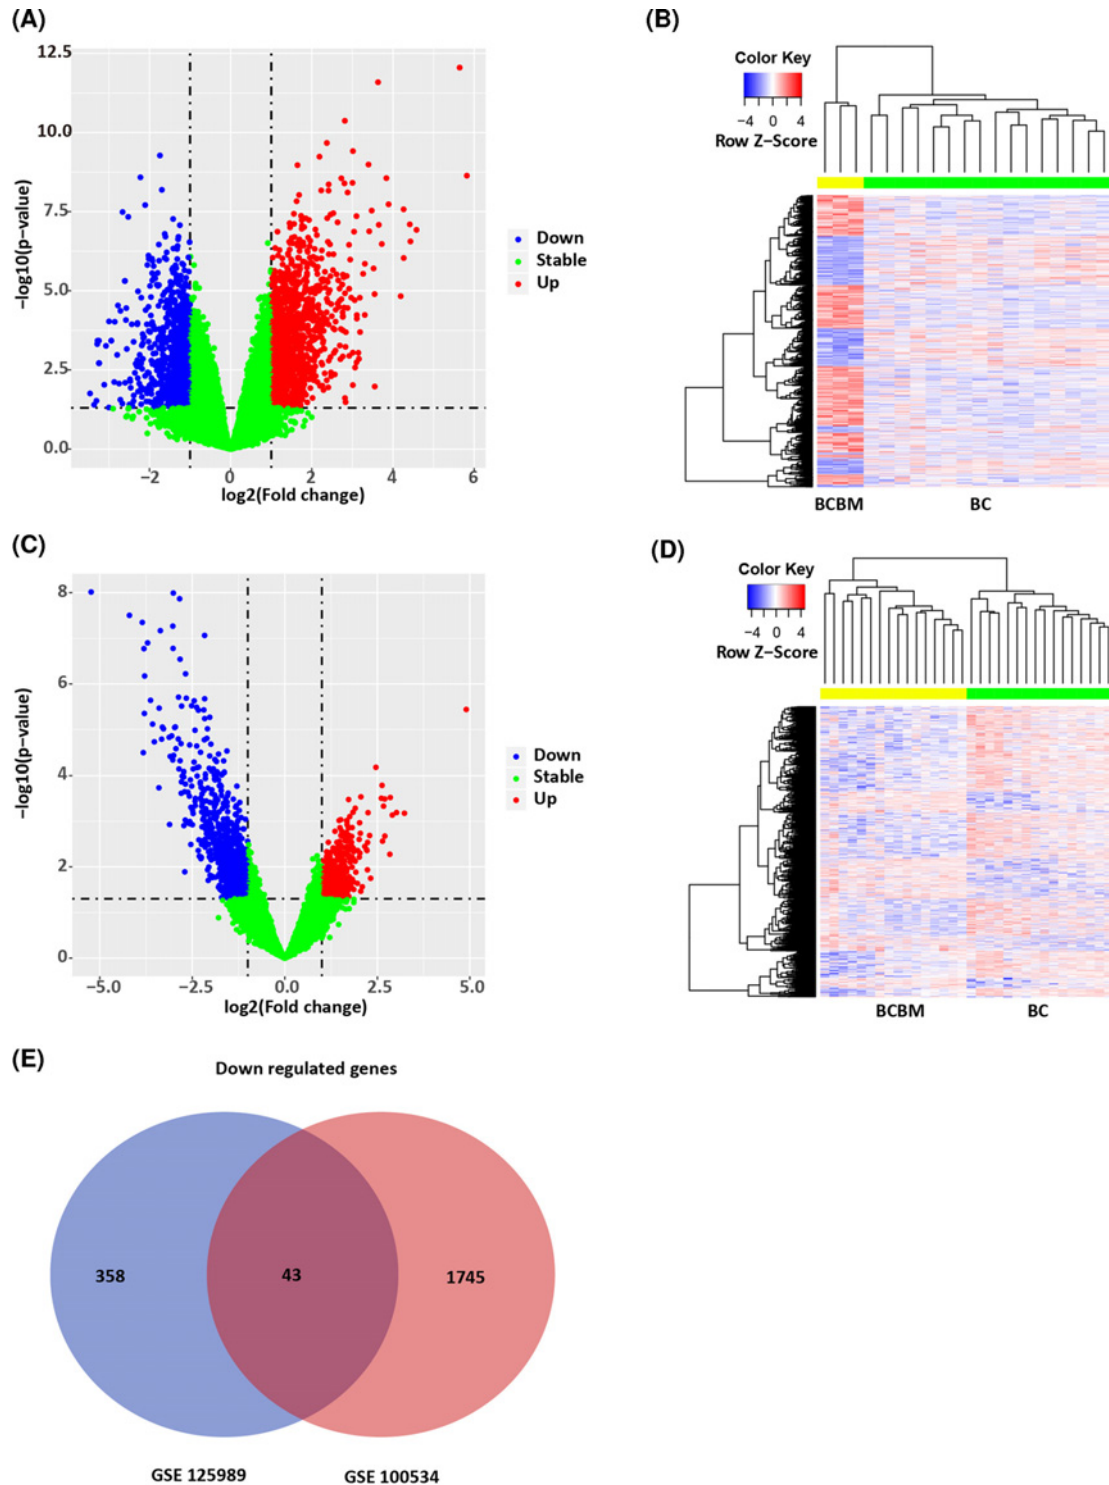 (A)
12.5
10.0
7.5
5.0
2.5
0.0
−log10(p−value)
−2
0
2
4
6
log2(Fold change)
Down
Stable
Up
(B)
Color Key
−4 0 4
Row Z−Score
BCBM
BC
(C)
8
6
4
2
0
−log10(p−value)
−5.0
−2.5
0.0
2.5
5.0
log2(Fold change)
Down
Stable
Up
(D)
Color Key
−4 0 4
Row Z−Score
BCBM
BC
(E)
Down regulated genes
358
43
1745
GSE 125989
GSE 100534